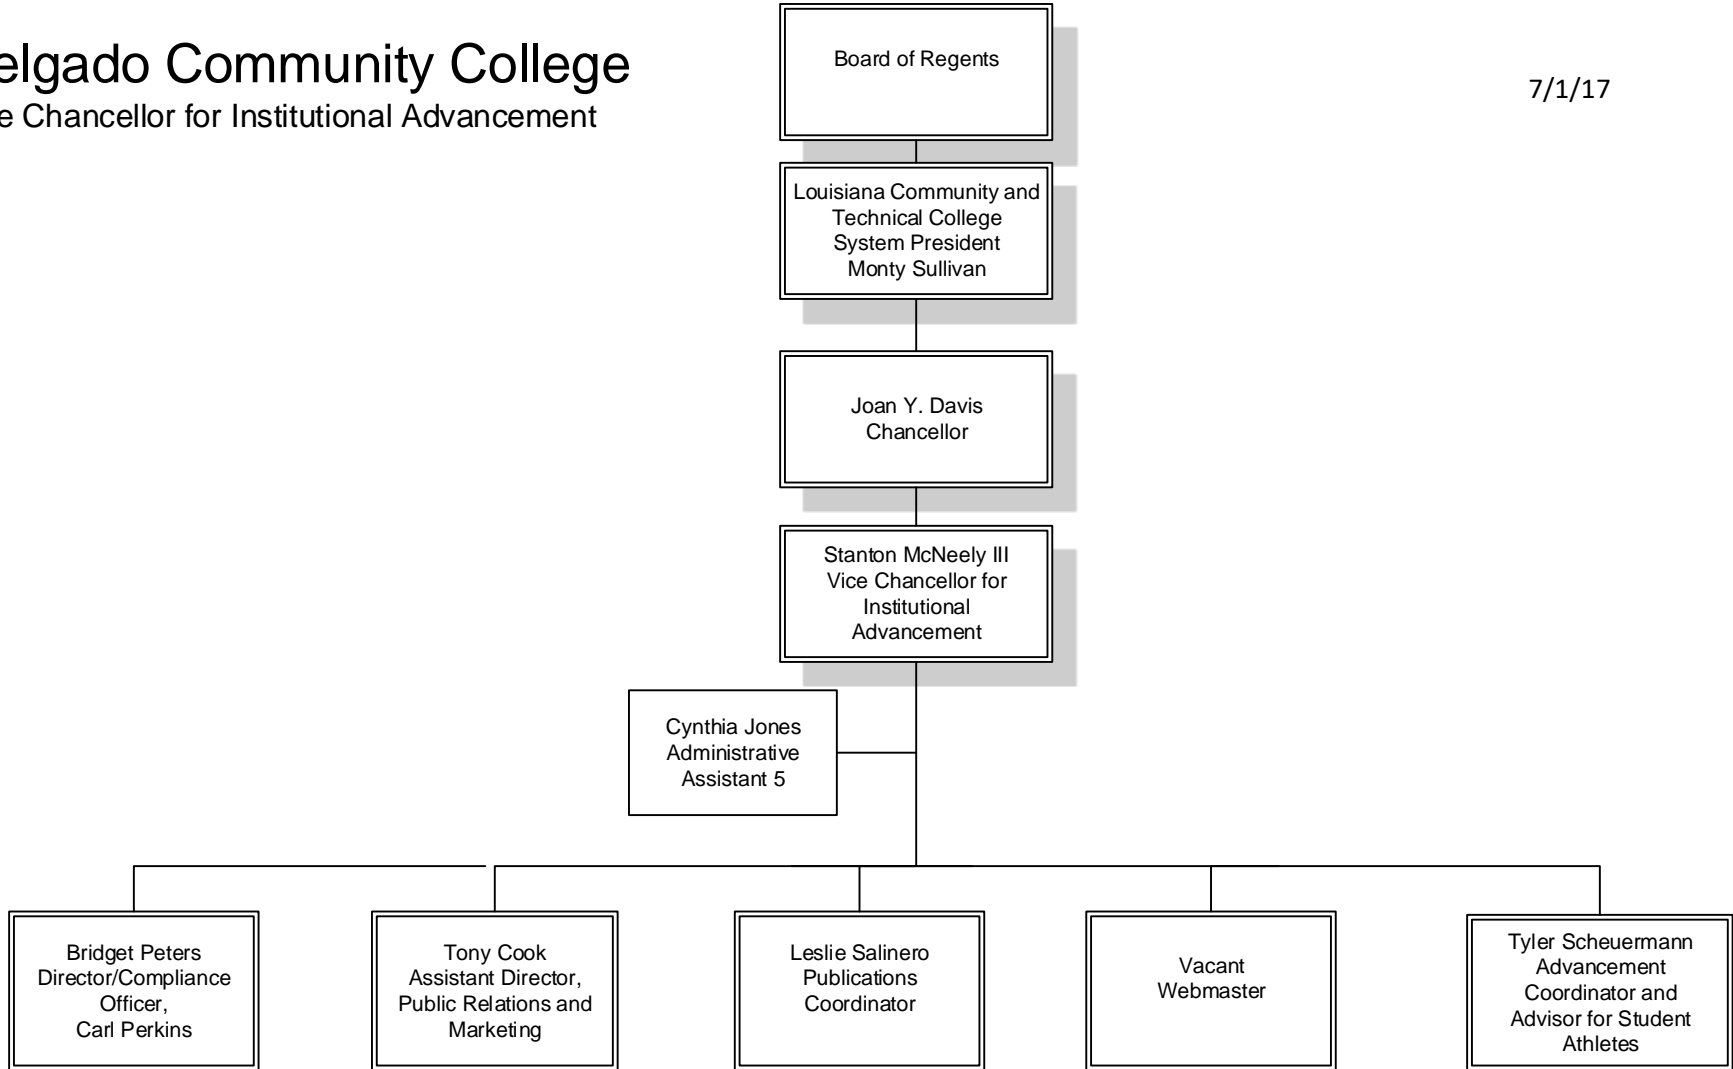 elgado Community College
e Chancellor for Institutional Advancement
7/1/17
Board of Regents
Louisiana Community and
Technical College
System President
Monty Sullivan
Joan Y. Davis
Chancellor
Stanton McNeely III
Vice Chancellor for
Institutional
Advancement
Cynthia Jones
Administrative
Assistant 5
Bridget Peters
Director/Compliance
Officer,
Carl Perkins
Tony Cook
Assistant Director,
Public Relations and
Marketing
Leslie Salinero
Publications
Coordinator
Vacant
Webmaster
Tyler Scheuermann
Advancement
Coordinator and
Advisor for Student
Athletes